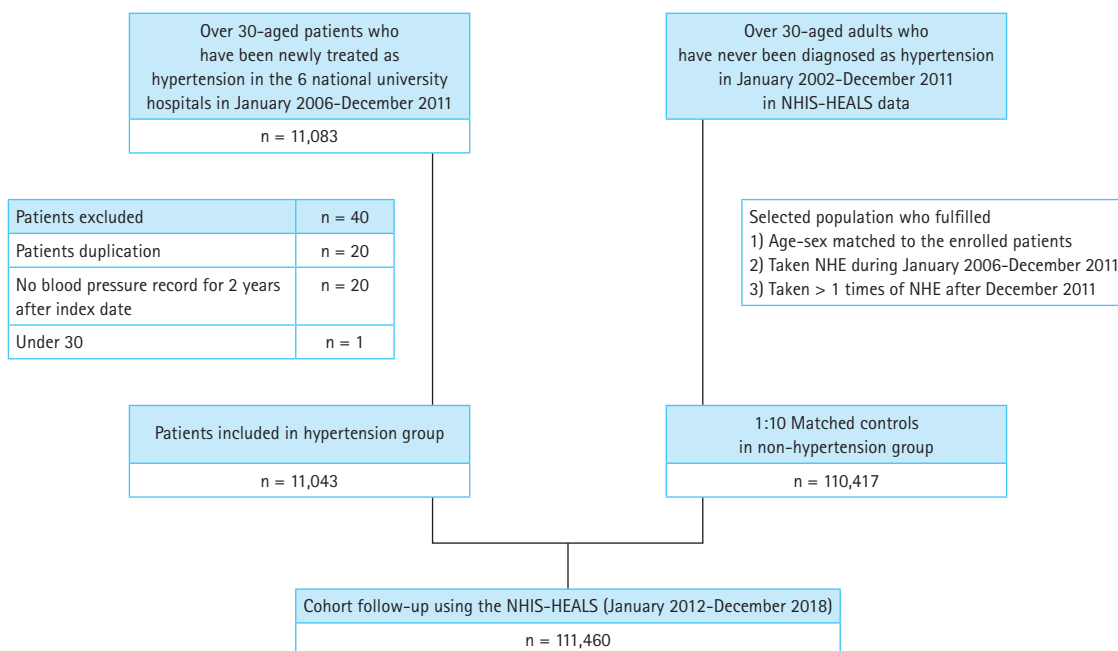 Over 30-aged patients who
have been newly treated as
hypertension in the 6 national university
hospitals in January 2006-December 2011
n = 11,083
Over 30-aged adults who
have never been diagnosed as hypertension
in January 2002-December 2011
in NHIS-HEALS data
Patients excluded n = 40
Patients duplication n = 20
No blood pressure record for 2 years n = 20
after index date
Under 30 n = 1
Selected population who fulfilled
1) Age-sex matched to the enrolled patients
2) Taken NHE during January 2006-December 2011
3) Taken > 1 times of NHE after December 2011
Patients included in hypertension group
n = 11,043
1:10 Matched controls
in non-hypertension group
n = 110,417
Cohort follow-up using the NHIS-HEALS (January 2012-December 2018)
n = 111,460